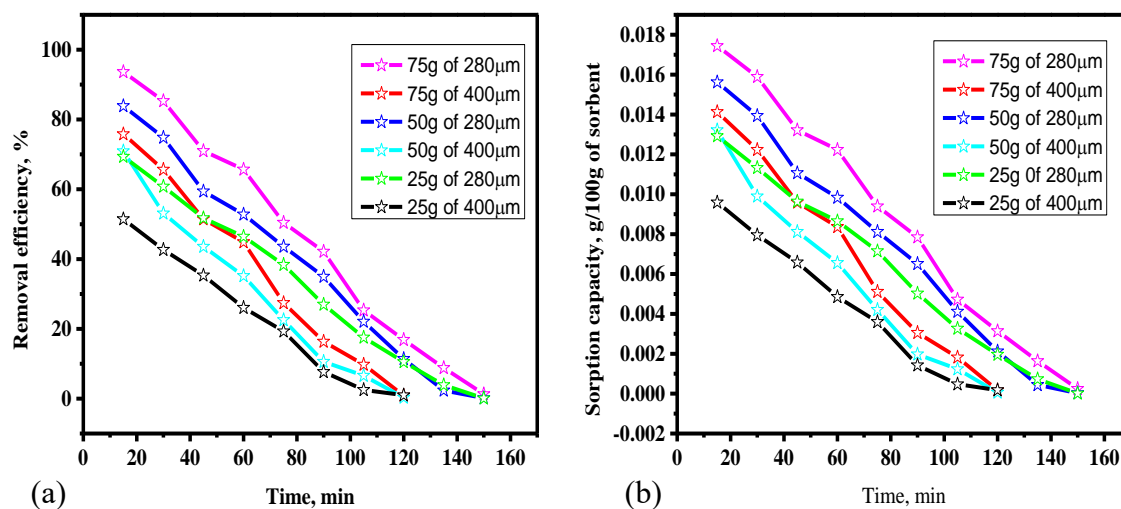 Removal efficiency, %
100
80
60
40
20
0
0 20 40 60 80 100 120 140 160
Time, min
75g of 280μm
75g of 400μm
50g of 280μm
50g of 400μm
25g of 280μm
25g of 400μm
(a)
Sorption capacity, g/100g of sorbent
0.018
0.016
0.014
0.012
0.010
0.008
0.006
0.004
0.002
0.000
-0.002
0 20 40 60 80 100 120 140 160
Time, min
75g of 280μm
75g of 400μm
50g of 280μm
50g of 400μm
25g 0f 280μm
25g of 400μm
(b)